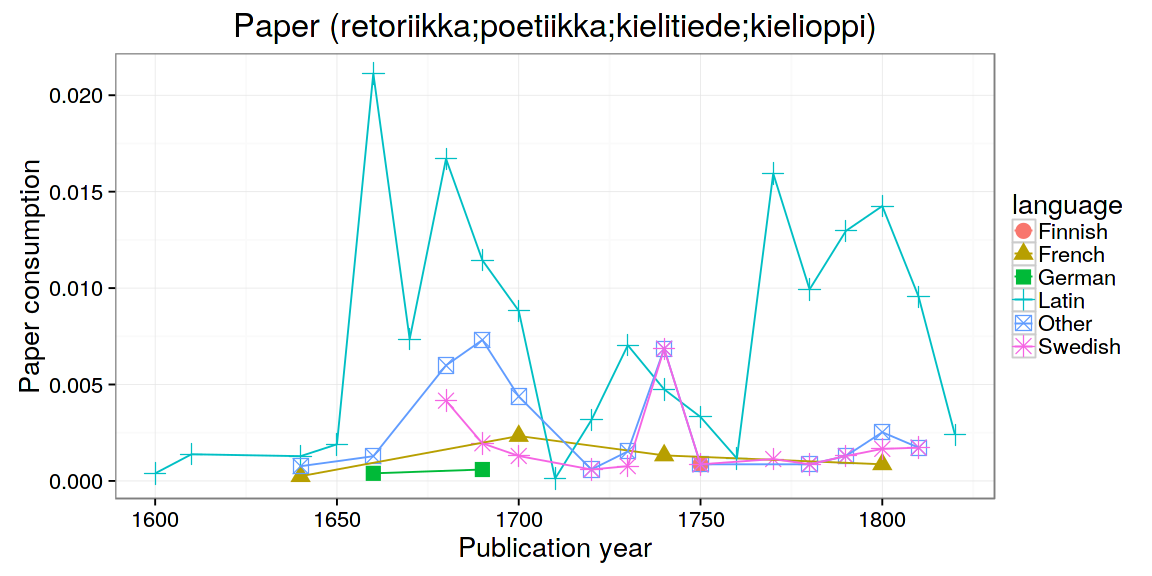 Paper (retoriikka;poetiikka;kielitiede;kielioppi)
Paper consumption
0.020
0.015
0.010
0.005
0.000
1600 1650 1700 1750 1800
Publication year
language
Finnish
French
German
Latin
Other
Swedish